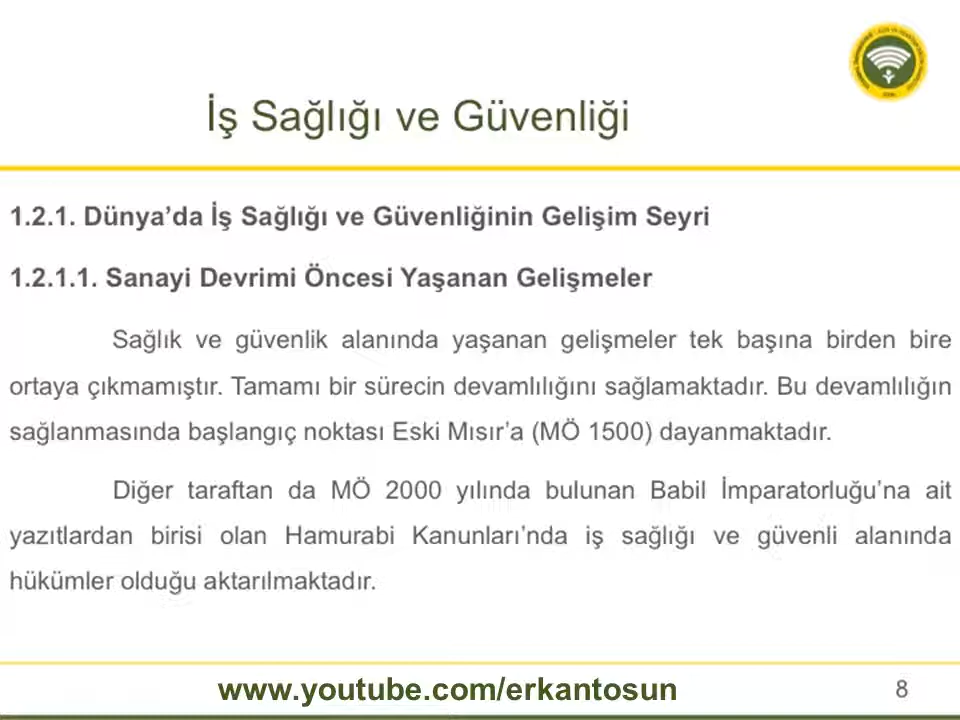 İş Sağlığı ve Güvenliği
1.2.1. Dünya’da İş Sağlığı ve Güvenliğinin Gelişim Seyri
1.2.1.1. Sanayi Devrimi Öncesi Yaşanan Gelişmeler
Sağlık ve güvenlik alanında yaşanan gelişmeler tek başına birden bire
ortaya çıkmamıştır. Tamamı bir sürecin devamlılığını sağlamaktadır. Bu devamlılığın
sağlanmasında başlangıç noktası Eski Mısır’a (MÖ 1500) dayanmaktadır.
Diğer taraftan da MÖ 2000 yılında bulunan Babil İmparatorluğu’na ait
yazıtlardan birisi olan Hamurabi Kanunları’nda iş sağlığı ve güvenli alanında
hükümler olduğu aktarılmaktadır.
www.youtube.com/erkantosun
8